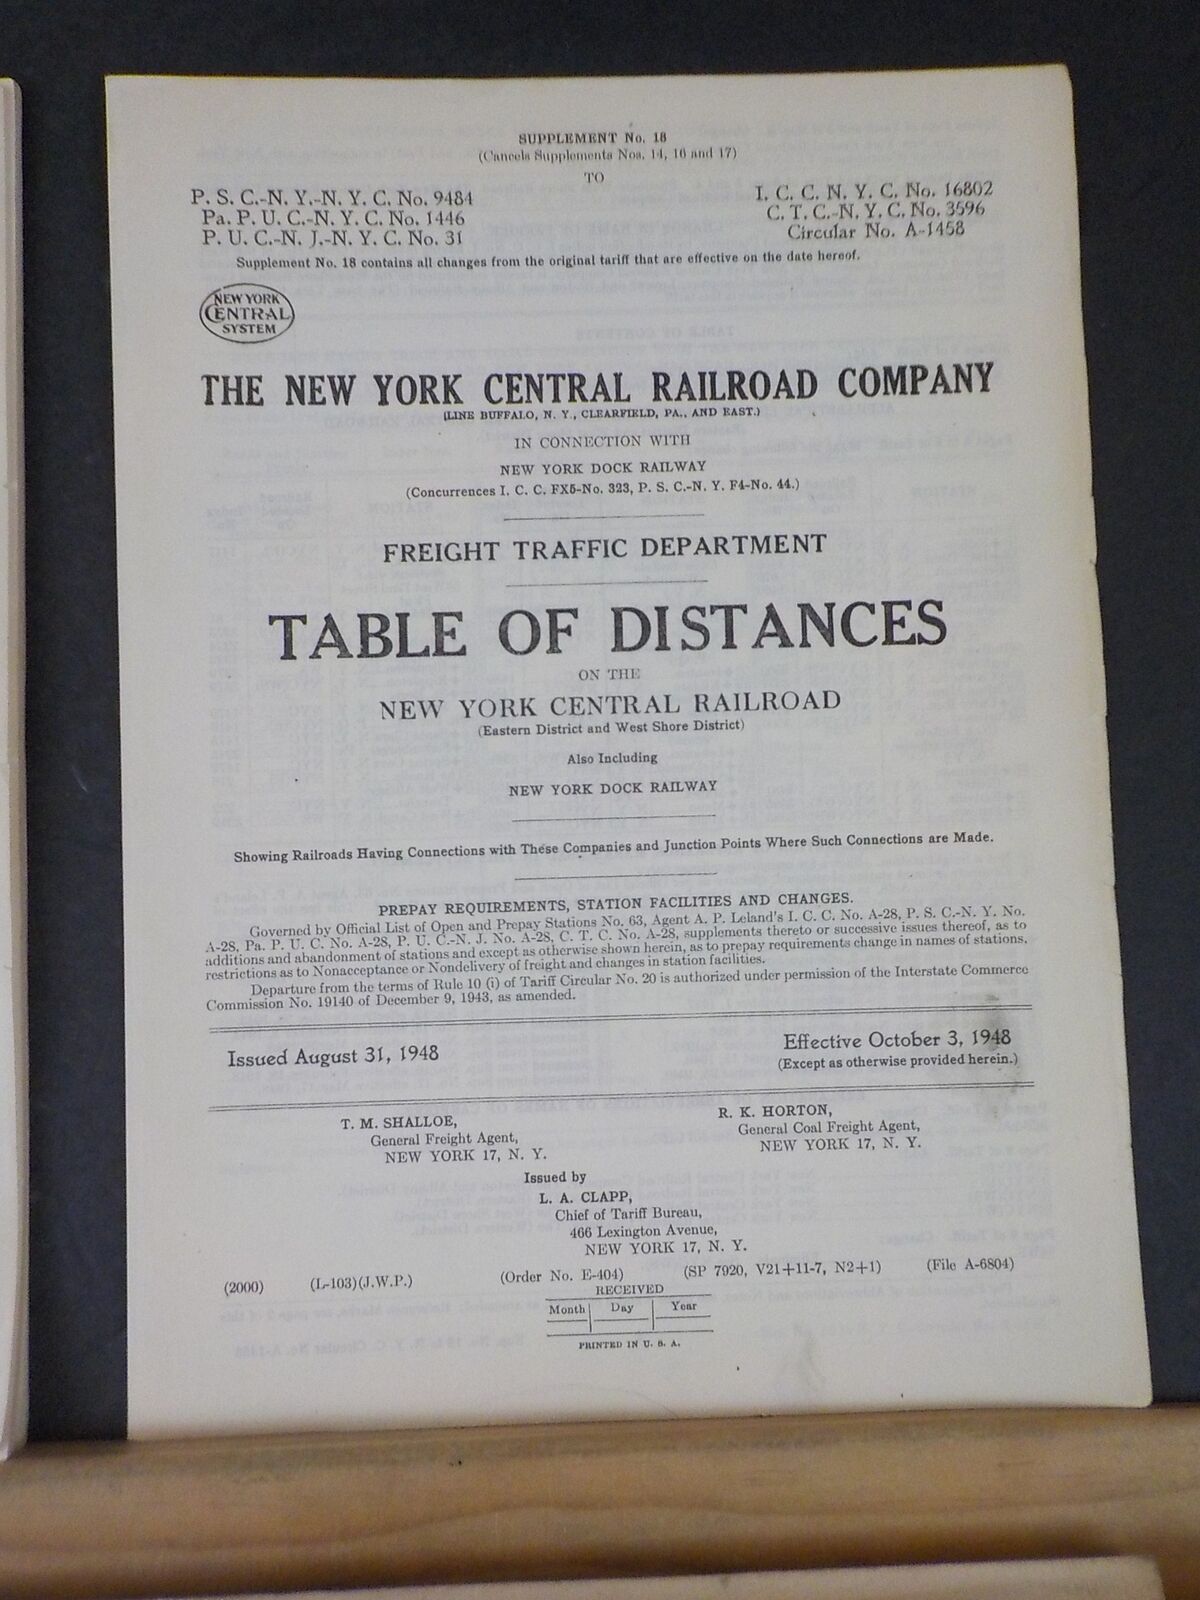 SUPPLEMENT No. 18
(Cancels Supplements Nos. 14, 16 and 17)
TO
P. S. C.-N. Y.-N. Y. C. No. 9484
Pa. P. U. C.-N. Y. C. No. 1446
P. U. C.-N. J.-N. Y. C. No. 31
I. C. C. N. Y. C. No. 16802
C. T. C.-N. Y. C. No. 3596
Circular No. A-1458
Supplement No. 18 contains all changes from the original tariff that are effective on the date hereof.
NEW YORK
CENTRAL
SYSTEM
THE NEW YORK CENTRAL RAILROAD COMPANY
(LINE BUFFALO, N. Y., CLEARFIELD, PA., AND EAST.)
IN CONNECTION WITH
NEW YORK DOCK RAILWAY
(Concurrences I. C. C. FX5-No. 323, P. S. C.-N. Y. F4-No. 44.)
FREIGHT TRAFFIC DEPARTMENT
TABLE OF DISTANCES
ON THE
NEW YORK CENTRAL RAILROAD
(Eastern District and West Shore District)
Also Including
NEW YORK DOCK RAILWAY
Showing Railroads Having Connections with These Companies and Junction Points Where Such Connections are Made.
PREPAY REQUIREMENTS, STATION FACILITIES AND CHANGES.
Governed by Official List of Open and Prepay Stations No. 63, Agent A. P. Leland's I. C. C. No. A-28, P. S. C.-N. Y. No.
A-28, Pa. P. U. C. No. A-28, P. U. C.-N. J. No. A-28, C. T. C. No. A-28, supplements thereto or successive issues thereof, as to
additions and abandonment of stations and except as otherwise shown herein, as to prepay requirements change in names of stations,
restrictions as to Nonacceptance or Nondelivery of freight and changes in station facilities.
Departure from the terms of Rule 10 (i) of Tariff Circular No. 20 is authorized under permission of the Interstate Commerce
Commission No. 19140 of December 9, 1943, as amended.
Issued August 31, 1948
Effective October 3, 1948
(Except as otherwise provided herein.)
T. M. SHALLOE,
General Freight Agent,
NEW YORK 17, N. Y.
R. K. HORTON,
General Coal Freight Agent,
NEW YORK 17, N. Y.
Issued by
L. A. CLAPP,
Chief of Tariff Bureau,
466 Lexington Avenue,
NEW YORK 17, N. Y.
(2000) (L-103)(J.W.P.) (Order No. E-404) (SP 7920, V21+11-7, N2+1) (File A-6804)
RECEIVED
Month Day Year
PRINTED IN U. S. A.